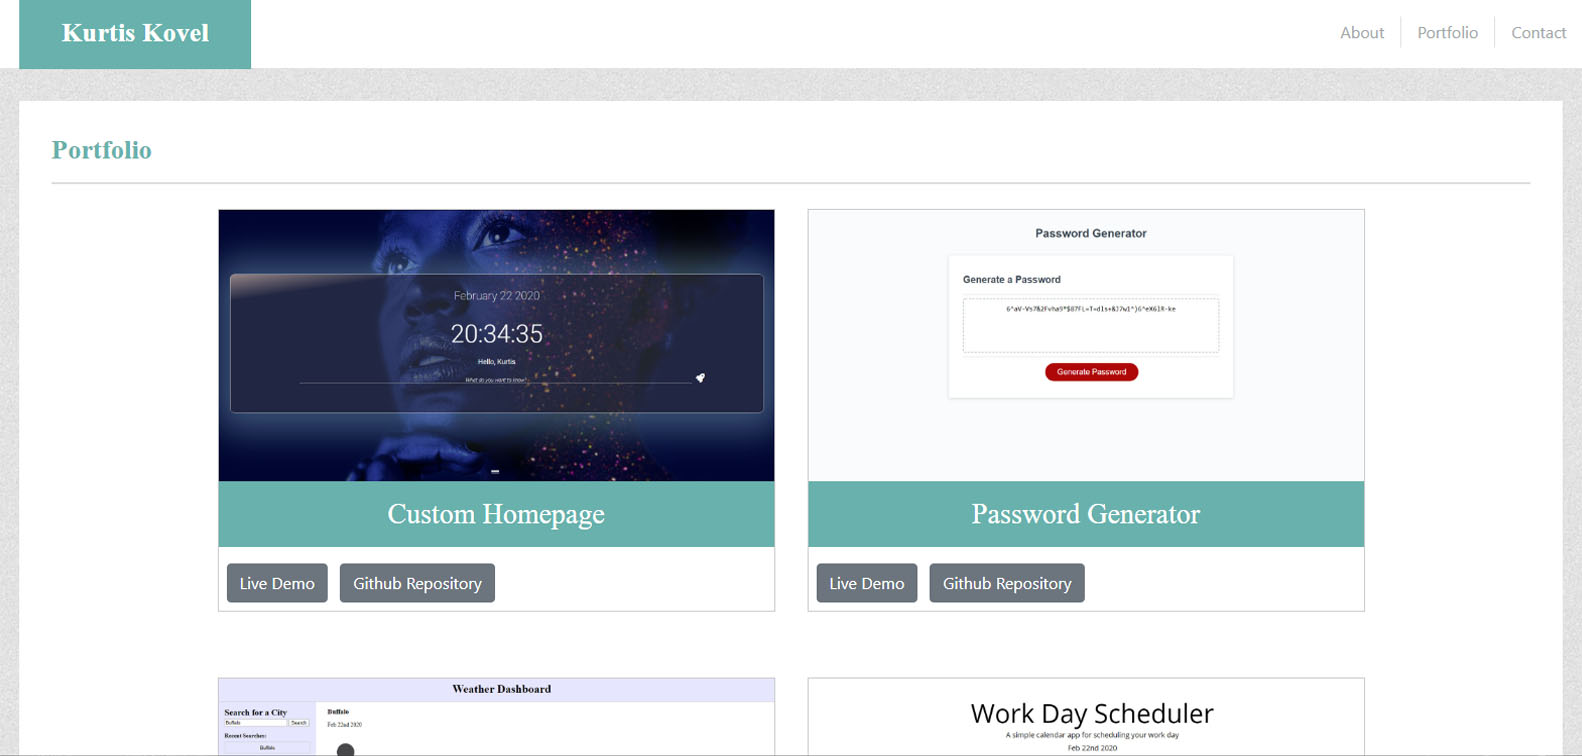 Kurtis Kovel
About
Portfolio
Contact
Portfolio
February 22 2020
20:34:35
Hello, Kurtis
What do you want to know?
Custom Homepage
Live Demo
Github Repository
Password Generator
Generate a Password
Generate Password
Password Generator
Live Demo
Github Repository
Weather Dashboard
Search for a City
Buffalo
Search
Recent Searches:
Buffalo
Buffalo
Feb 22nd 2020
Work Day Scheduler
A simple calendar app for scheduling your work day
Feb 22nd 2020